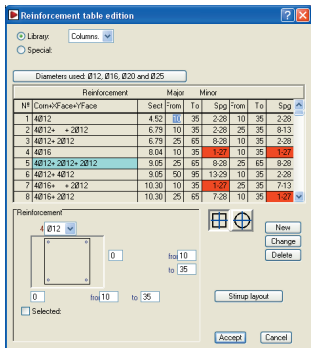 Reinforcement table edition
Library: Columns.
Special:
Diameters used: Ø12, Ø16, Ø20 and Ø25
Reinforcement Major Minor
Nº Corn+XFace+YFace Sect From To Spg From To Spg
1 4Ø12 4.52 10 35 2-28 10 35 2-28
2 4Ø12+ + 2Ø12 6.79 10 35 2-28 25 35 8-13
3 4Ø12+ 2Ø12 6.79 25 65 8-28 10 35 2-28
4 4Ø16 8.04 10 35 1-27 10 35 1-27
5 4Ø12+ 2Ø12+ 2Ø12 9.05 25 65 8-28 25 65 8-28
6 4Ø12+ 4Ø12 9.05 50 95 13-29 10 35 2-28
7 4Ø16+ + 2Ø12 10.30 10 35 1-27 25 35 7-13
8 4Ø16+ 2Ø12 10.30 25 65 7-28 10 35 1-27
Reinforcement
4 Ø12
New
Change
Delete
0
fro 10
to 35
0 fro 10 to 35
Stirrup layout
Selected:
Accept Cancel